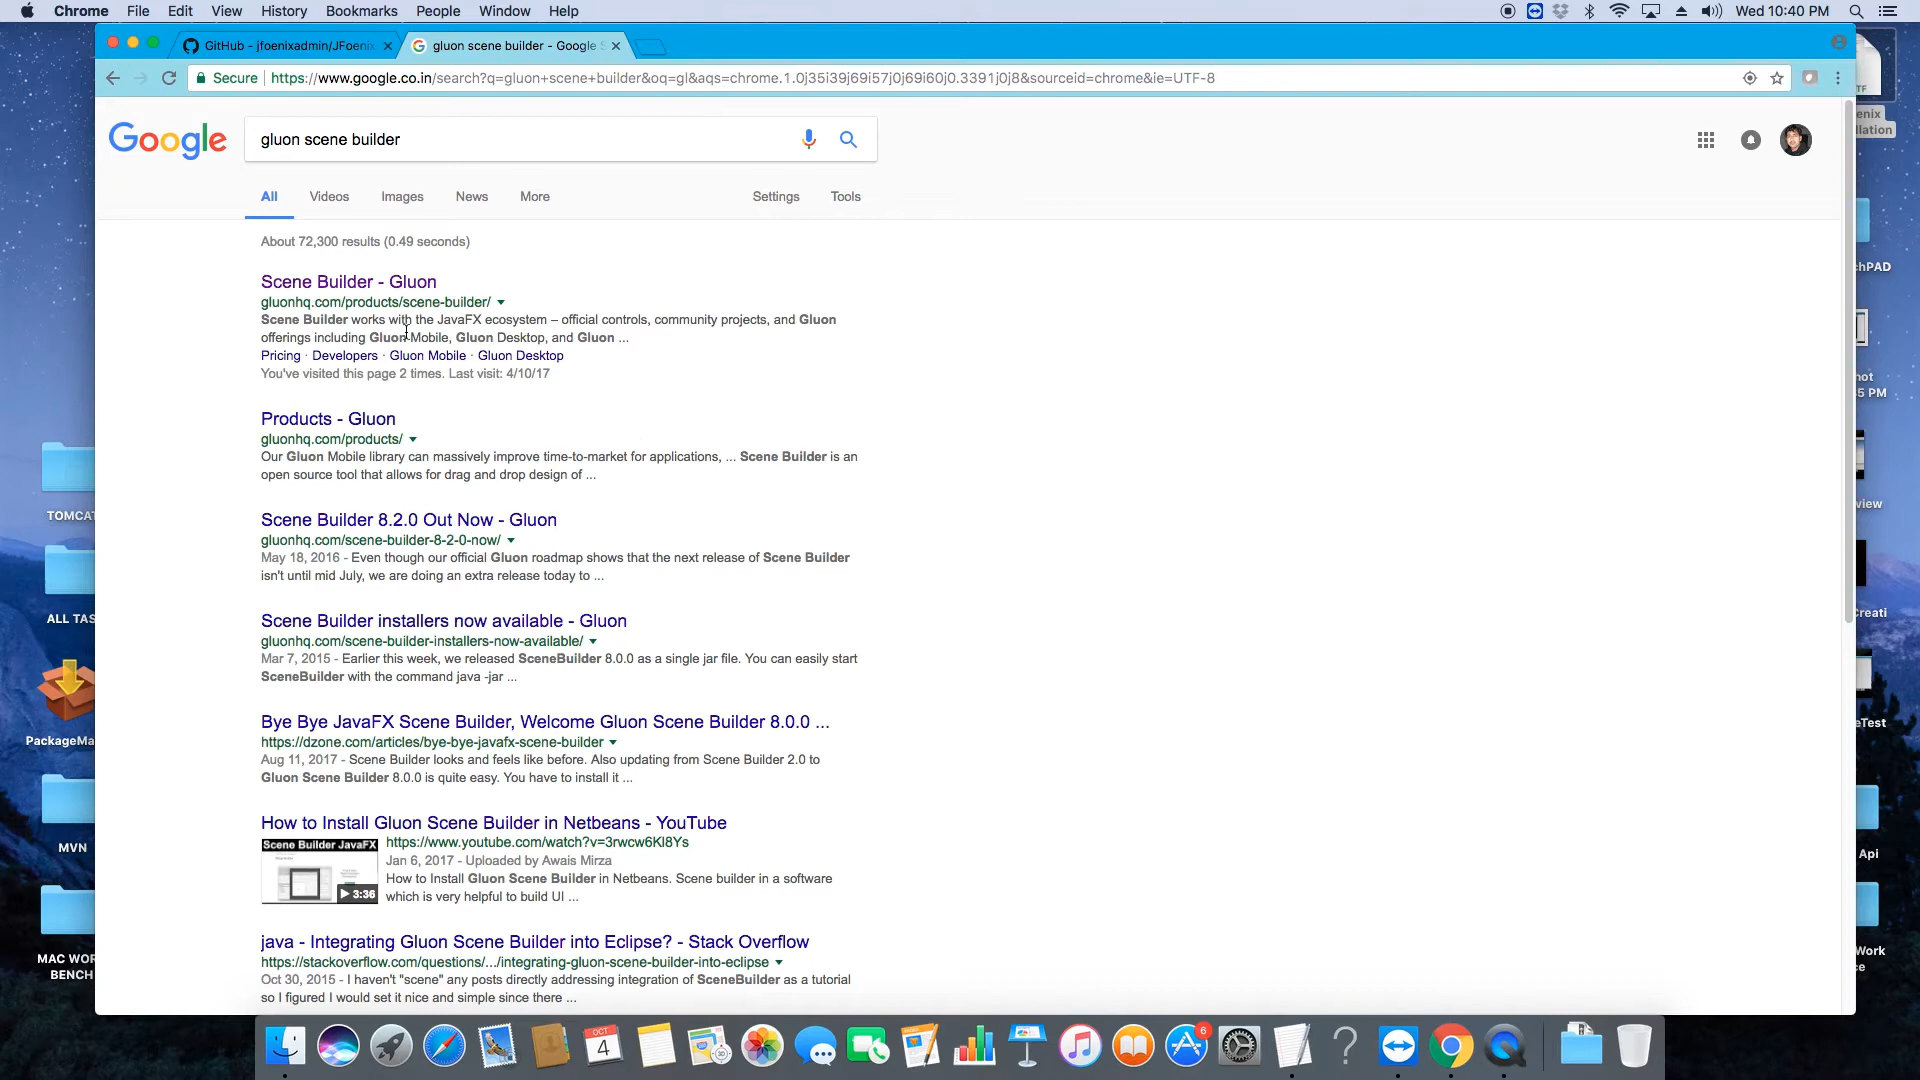 Chrome File Edit View History Bookmarks People Window Help
Wed 10:40 PM
GitHub - jfoenixadmin/JFoenix
gluon scene builder - Google S
Secure
https://www.google.co.in/search?q=gluon+scene+builder&oq=gl&aqs=chrome.1.0j35i39j69i57j0j69i60j0.3391j0j8&sourceid=chrome&ie=UTF-8
Google
gluon scene builder
All Videos Images News More Settings Tools
About 72,300 results (0.49 seconds)
Scene Builder - Gluon
gluonhq.com/products/scene-builder/
Scene Builder works with the JavaFX ecosystem – official controls, community projects, and Gluon
offerings including Gluon Mobile, Gluon Desktop, and Gluon ...
Pricing · Developers · Gluon Mobile · Gluon Desktop
You've visited this page 2 times. Last visit: 4/10/17
Products - Gluon
gluonhq.com/products/
Our Gluon Mobile library can massively improve time-to-market for applications, ... Scene Builder is an
open source tool that allows for drag and drop design of ...
Scene Builder 8.2.0 Out Now - Gluon
gluonhq.com/scene-builder-8-2-0-now/
May 18, 2016 - Even though our official Gluon roadmap shows that the next release of Scene Builder
isn't until mid July, we are doing an extra release today to ...
Scene Builder installers now available - Gluon
gluonhq.com/scene-builder-installers-now-available/
Mar 7, 2015 - Earlier this week, we released SceneBuilder 8.0.0 as a single jar file. You can easily start
SceneBuilder with the command java -jar ...
Bye Bye JavaFX Scene Builder, Welcome Gluon Scene Builder 8.0.0 ...
https://dzone.com/articles/bye-bye-javafx-scene-builder
Aug 11, 2017 - Scene Builder looks and feels like before. Also updating from Scene Builder 2.0 to
Gluon Scene Builder 8.0.0 is quite easy. You have to install it ...
How to Install Gluon Scene Builder in Netbeans - YouTube
Scene Builder JavaFX
3:36
https://www.youtube.com/watch?v=3rwcw6Kl8Ys
Jan 6, 2017 - Uploaded by Awais Mirza
How to Install Gluon Scene Builder in Netbeans. Scene builder in a software
which is very helpful to build UI ...
java - Integrating Gluon Scene Builder into Eclipse? - Stack Overflow
https://stackoverflow.com/questions/.../integrating-gluon-scene-builder-into-eclipse
Oct 30, 2015 - I haven't "scene" any posts directly addressing integration of SceneBuilder as a tutorial
so I figured I would set it nice and simple since there ...
TOMCAT
ALL TAS
PackageMa
MVN
MAC WOR
BENCH
TF
enix
llation
chPAD
hot
5 PM
view
Creati
eTest
Api
Work
ce
OCT
4
6